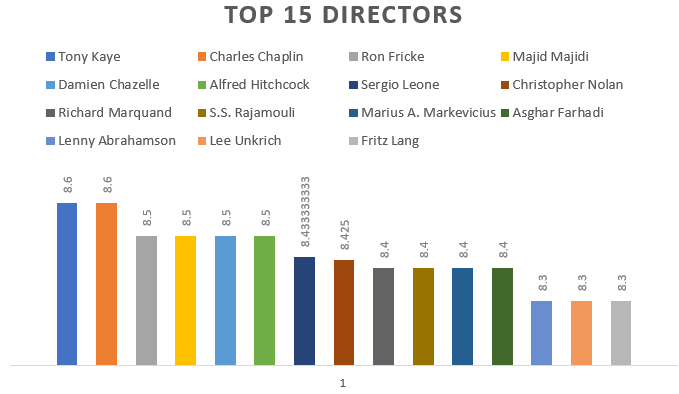 TOP 15 DIRECTORS
Tony Kaye Charles Chaplin Ron Fricke Majid Majidi
Damien Chazelle Alfred Hitchcock Sergio Leone Christopher Nolan
Richard Marquand S.S. Rajamouli Marius A. Markevicius Asghar Farhadi
Lenny Abrahamson Lee Unkrich Fritz Lang
8.6 8.6 8.5 8.5 8.5 8.5 8.433333333 8.425 8.4 8.4 8.4 8.4 8.3 8.3 8.3
1